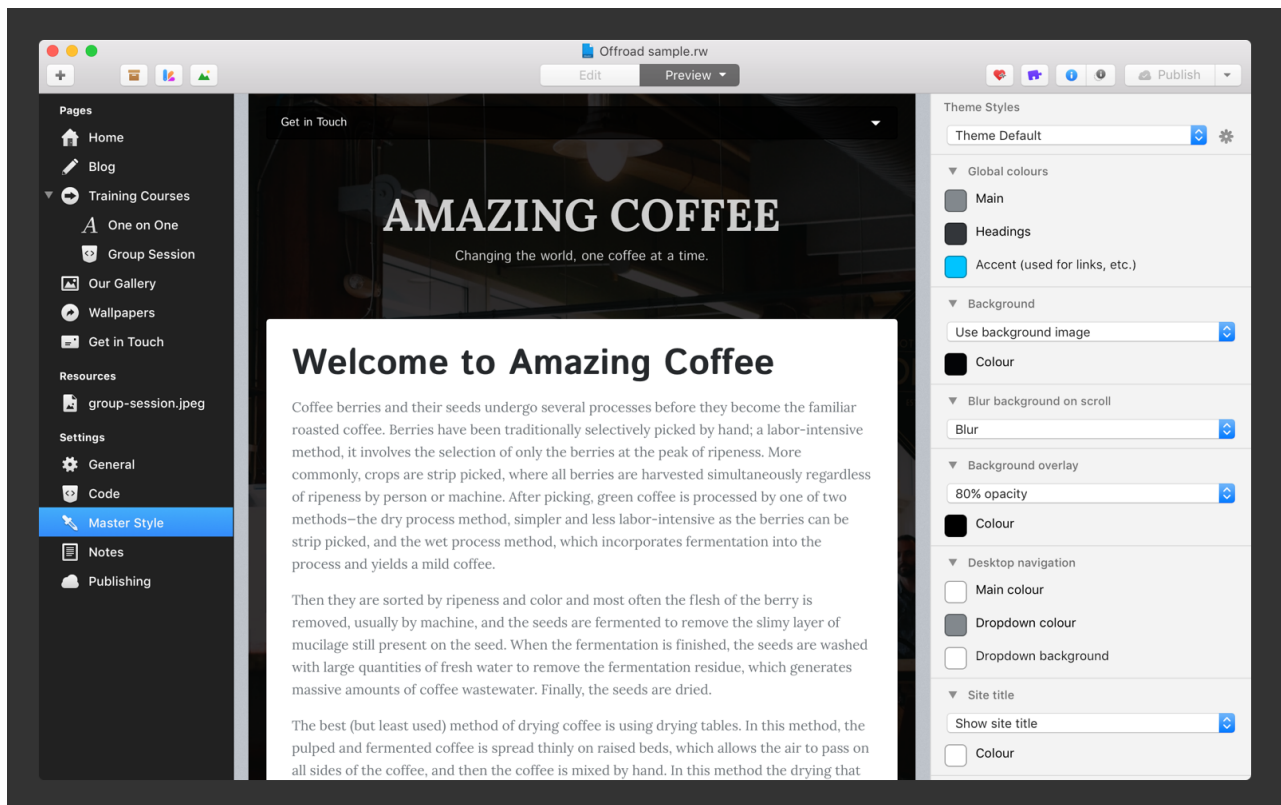 Offroad sample.rw
Edit
Preview
Publish
Pages
Home
Blog
Training Courses
One on One
Group Session
Our Gallery
Wallpapers
Get in Touch
Resources
group-session.jpeg
Settings
General
Code
Master Style
Notes
Publishing
Get in Touch
AMAZING COFFEE
Changing the world, one coffee at a time.
Welcome to Amazing Coffee
Coffee berries and their seeds undergo several processes before they become the familiar
roasted coffee. Berries have been traditionally selectively picked by hand; a labor-intensive
method, it involves the selection of only the berries at the peak of ripeness. More
commonly, crops are strip picked, where all berries are harvested simultaneously regardless
of ripeness by person or machine. After picking, green coffee is processed by one of two
methods—the dry process method, simpler and less labor-intensive as the berries can be
strip picked, and the wet process method, which incorporates fermentation into the
process and yields a mild coffee.
Then they are sorted by ripeness and color and most often the flesh of the berry is
removed, usually by machine, and the seeds are fermented to remove the slimy layer of
mucilage still present on the seed. When the fermentation is finished, the seeds are washed
with large quantities of fresh water to remove the fermentation residue, which generates
massive amounts of coffee wastewater. Finally, the seeds are dried.
The best (but least used) method of drying coffee is using drying tables. In this method, the
pulped and fermented coffee is spread thinly on raised beds, which allows the air to pass on
all sides of the coffee, and then the coffee is mixed by hand. In this method the drying that
Theme Styles
Theme Default
Global colours
Main
Headings
Accent (used for links, etc.)
Background
Use background image
Colour
Blur background on scroll
Blur
Background overlay
80% opacity
Colour
Desktop navigation
Main colour
Dropdown colour
Dropdown background
Site title
Show site title
Colour